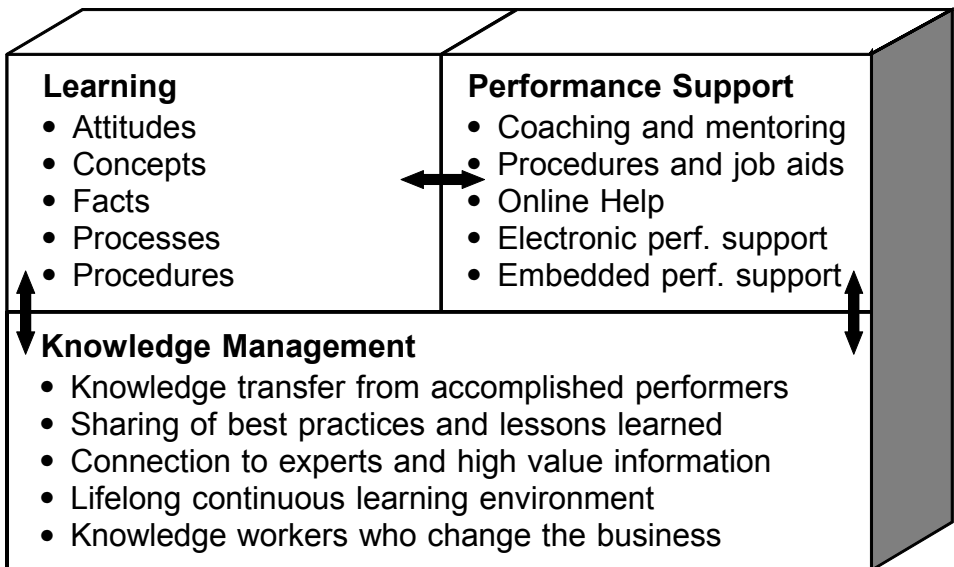 Learning
• Attitudes
• Concepts
• Facts
• Processes
• Procedures
Performance Support
• Coaching and mentoring
• Procedures and job aids
• Online Help
• Electronic perf. support
• Embedded perf. support
Knowledge Management
• Knowledge transfer from accomplished performers
• Sharing of best practices and lessons learned
• Connection to experts and high value information
• Lifelong continuous learning environment
• Knowledge workers who change the business